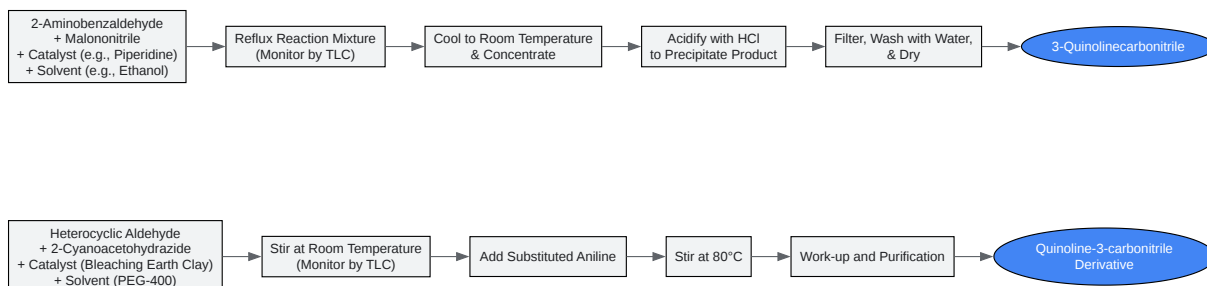 2-Aminobenzaldehyde
+ Malononitrile
+ Catalyst (e.g., Piperidine)
+ Solvent (e.g., Ethanol)
Reflux Reaction Mixture
(Monitor by TLC)
Cool to Room Temperature
& Concentrate
Acidify with HCl
to Precipitate Product
Filter, Wash with Water,
& Dry
3-Quinolinecarbonitrile
Heterocyclic Aldehyde
+ 2-Cyanoacetohydrazide
+ Catalyst (Bleaching Earth Clay)
+ Solvent (PEG-400)
Stir at Room Temperature
(Monitor by TLC)
Add Substituted Aniline
Stir at 80°C
Work-up and Purification
Quinoline-3-carbonitrile
Derivative